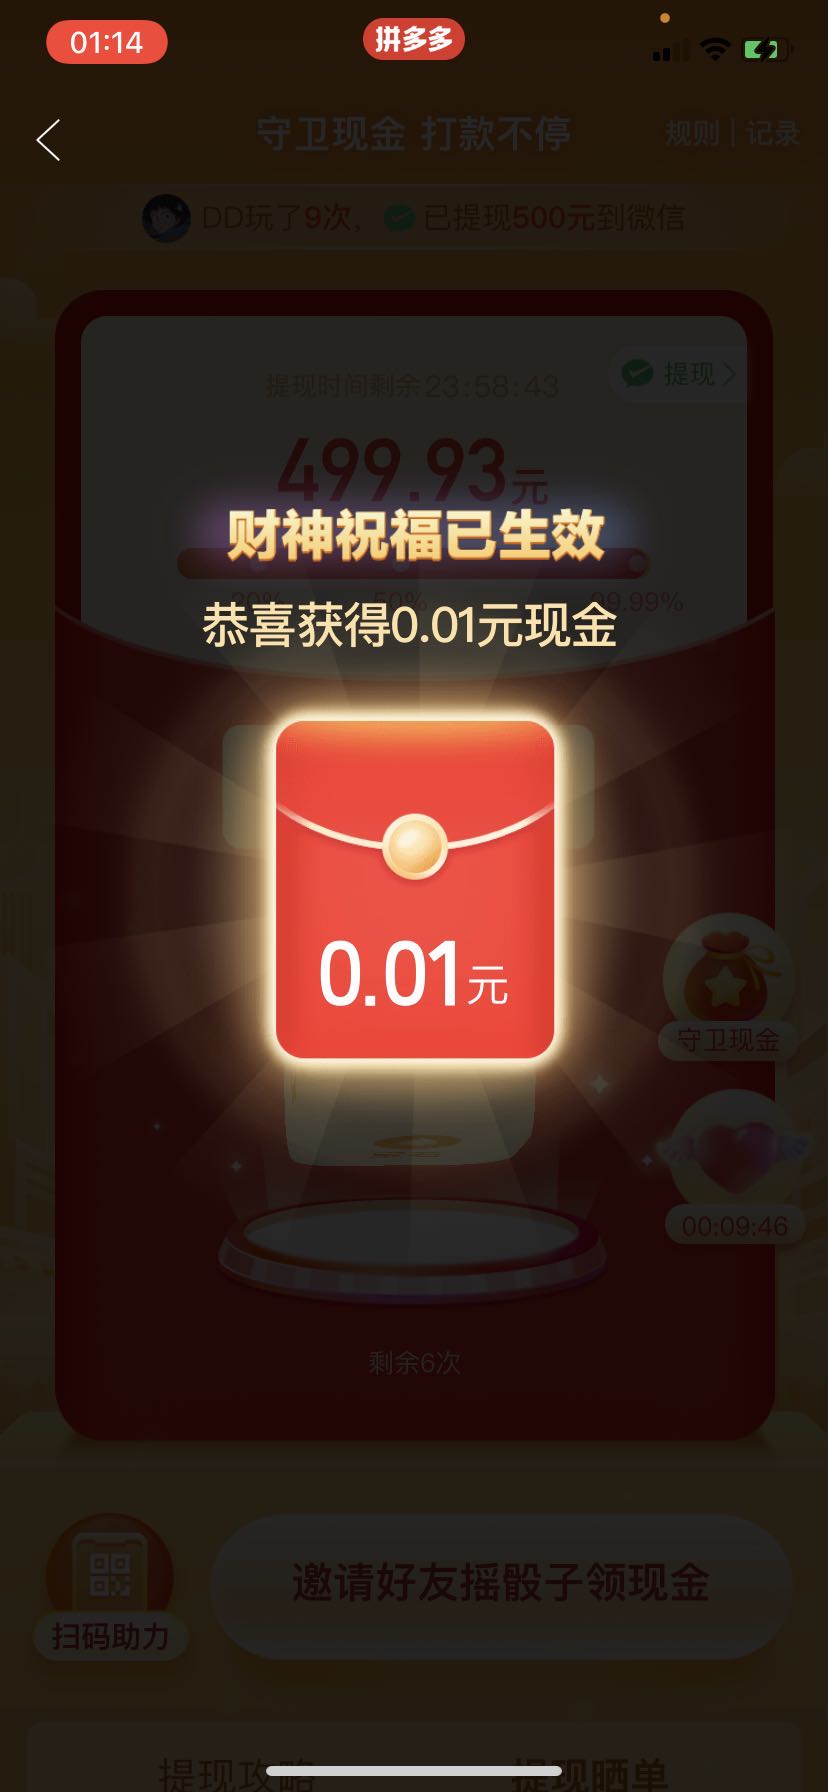 01:14
拼多多
守卫现金 打款不停
规则 | 记录
DD玩了9次, 已提现500元到微信
提现时间剩余23:58:43
提现
499.93元
财神祝福已生效
20% 50% 99.99%
恭喜获得0.01元现金
0.01元
守卫现金
00:09:46
剩余6次
扫码助力
邀请好友摇骰子领现金
提现攻略
提现晒单